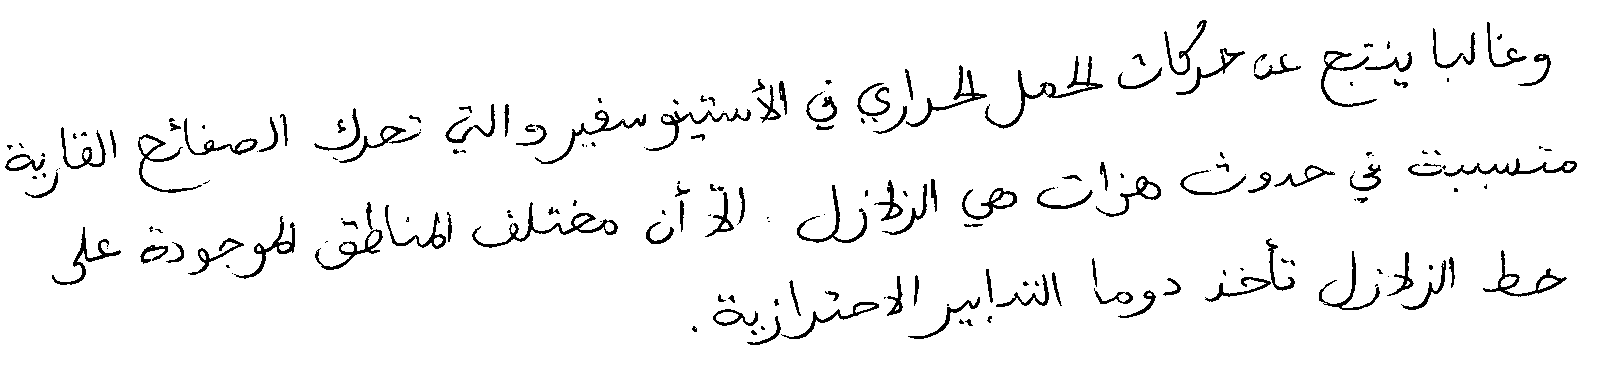 وغالبا ينتج عن حركات الحمل الحراري في الأستينوسفير والتي تحرك الصفائح القارية
متسببة في حدوث هزات هي الزلازل . إلا أن مختلف المناطق الموجودة على
خط الزلازل تأخذ دوما التدابير الاحترازية .